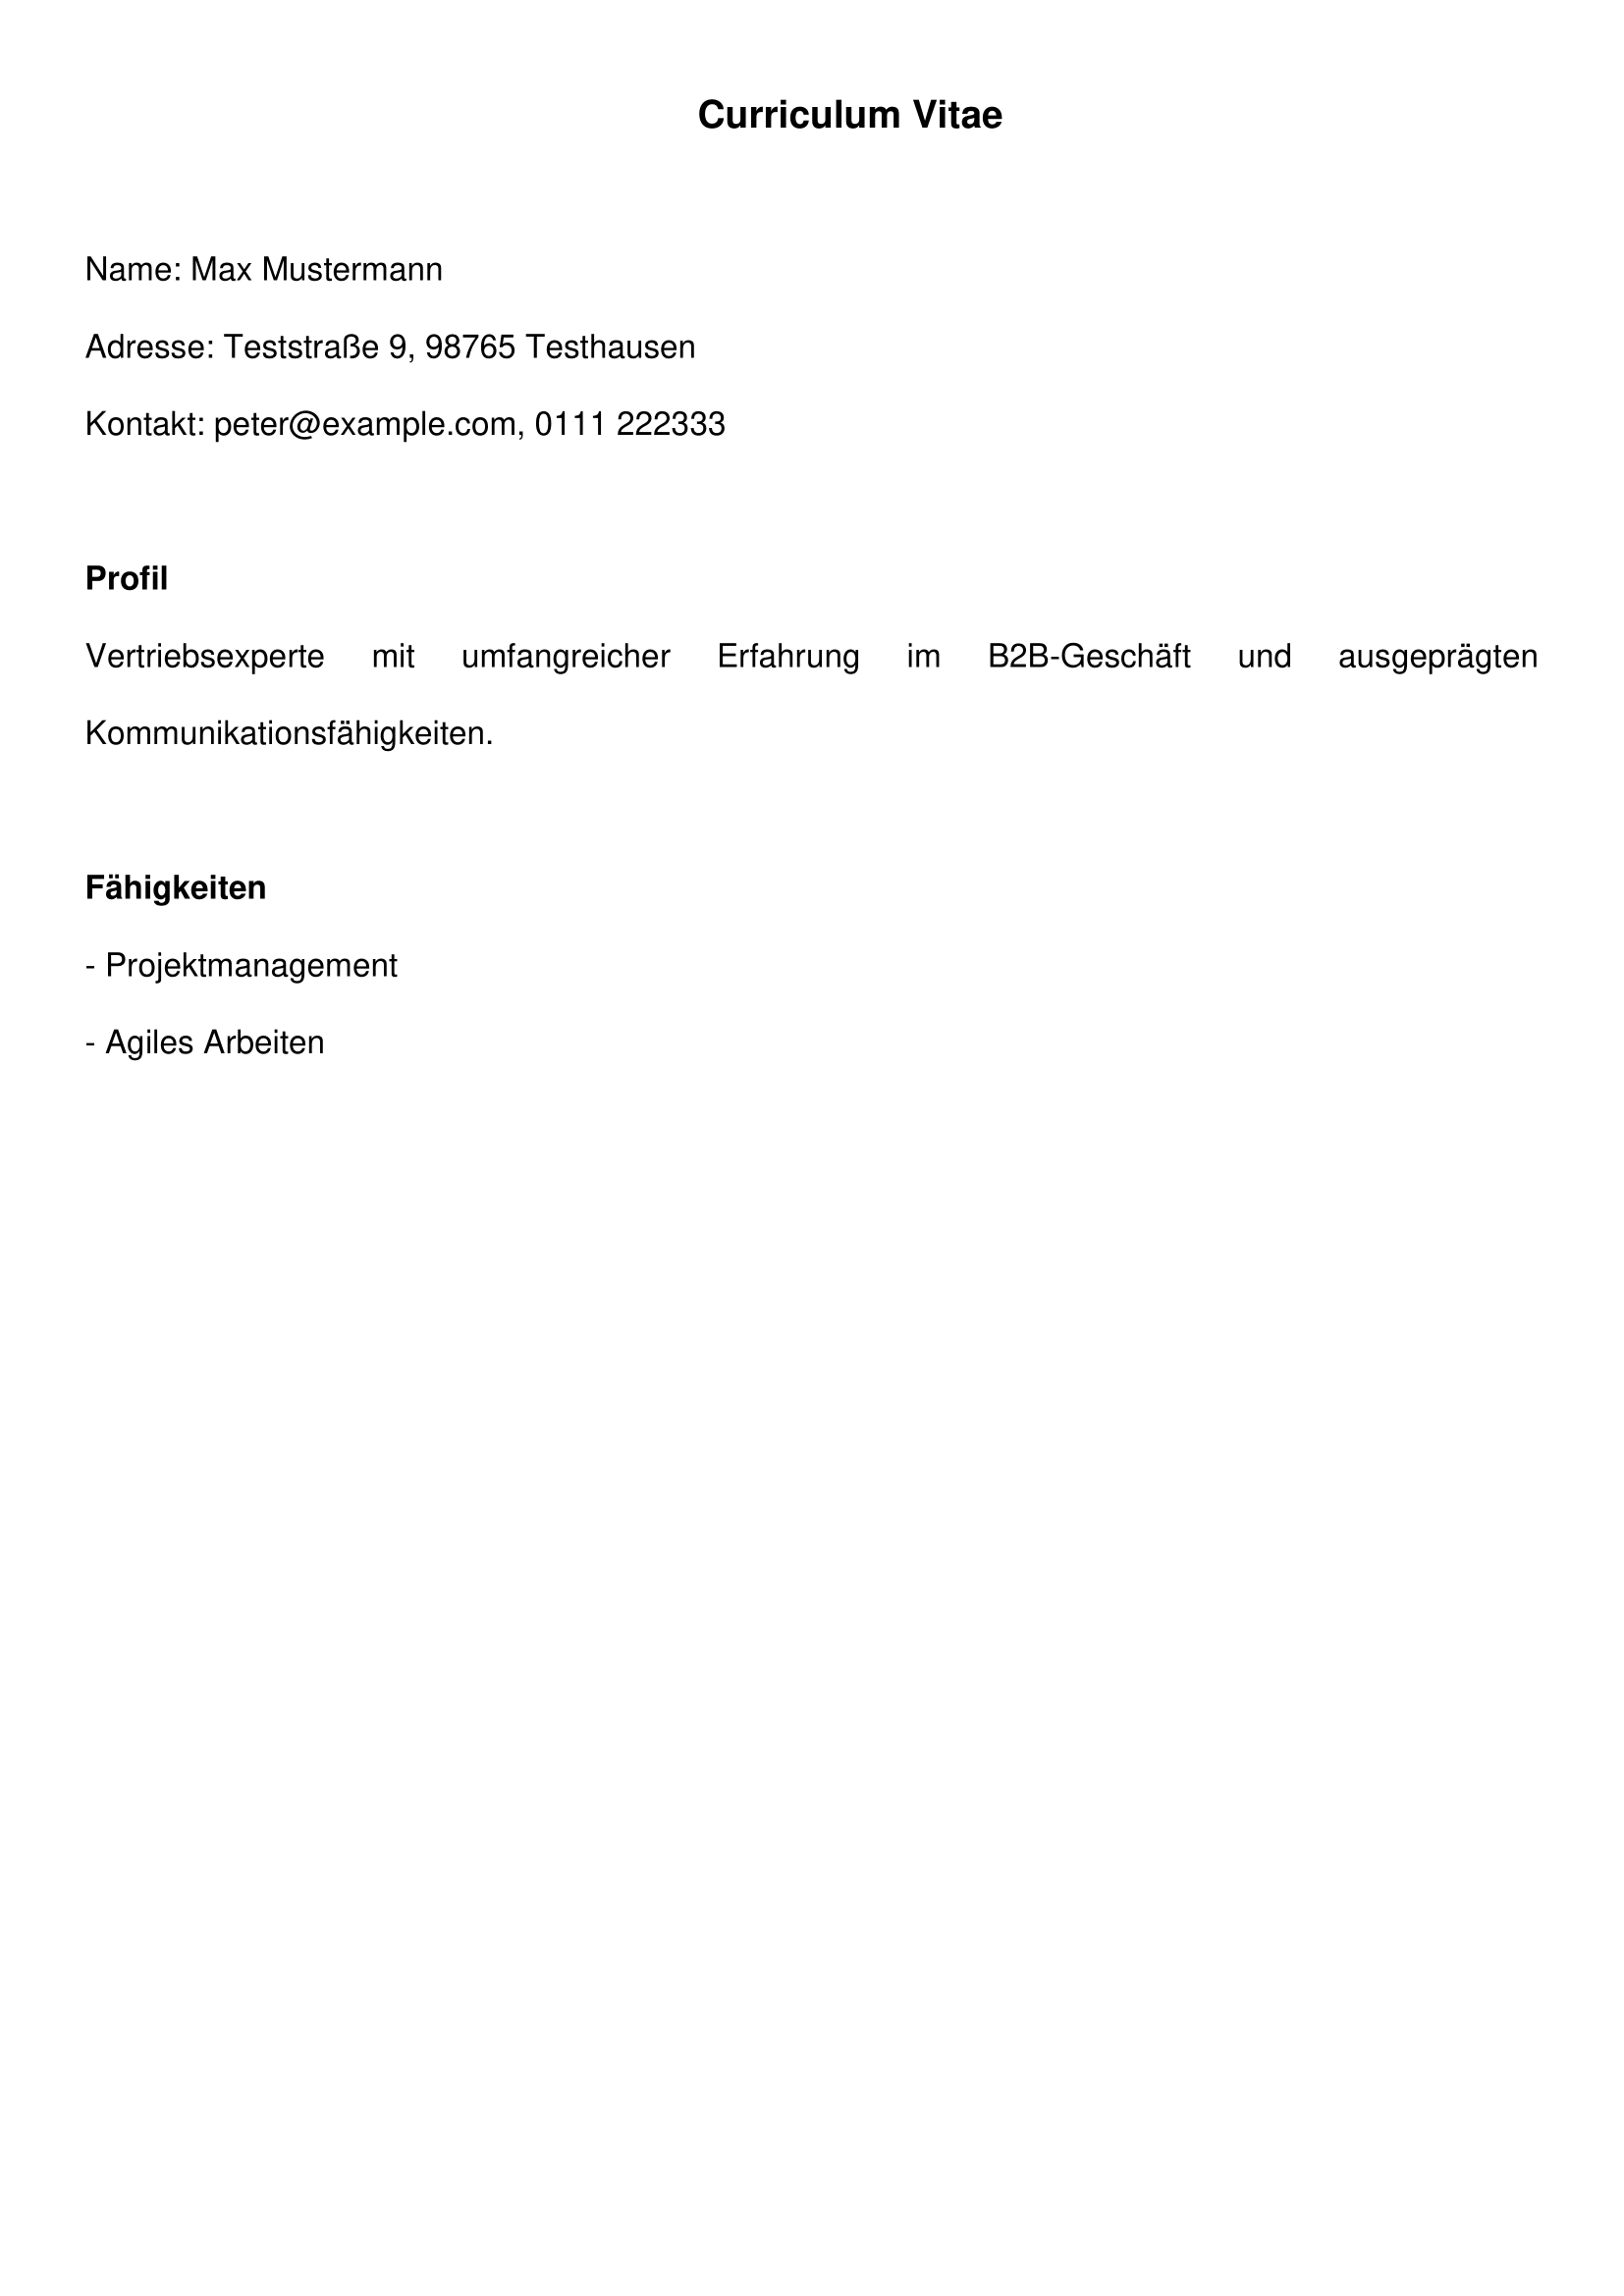 Curriculum Vitae
Name: Max Mustermann
Adresse: Teststraße 9, 98765 Testhausen
Kontakt: peter@example.com, 0111 222333
Profil
Vertriebsexperte mit umfangreicher Erfahrung im B2B-Geschäft und ausgeprägten
Kommunikationsfähigkeiten.
Fähigkeiten
- Projektmanagement
- Agiles Arbeiten